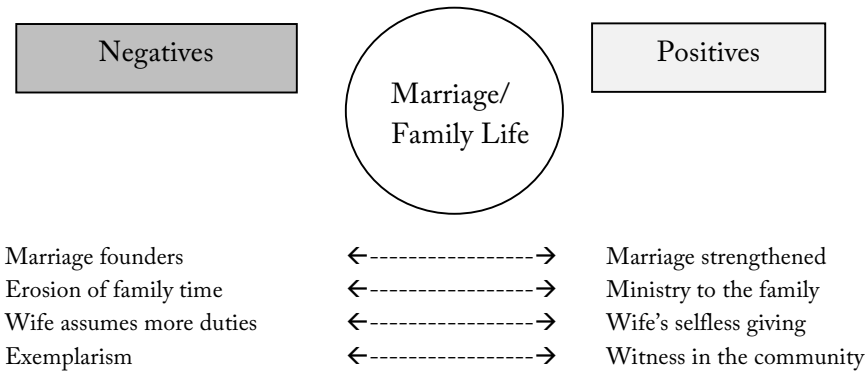 Negatives
Marriage/
Family Life
Positives
Marriage founders ←-----------------→ Marriage strengthened
Erosion of family time ←-----------------→ Ministry to the family
Wife assumes more duties ←-----------------→ Wife’s selfless giving
Exemplarism ←-----------------→ Witness in the community